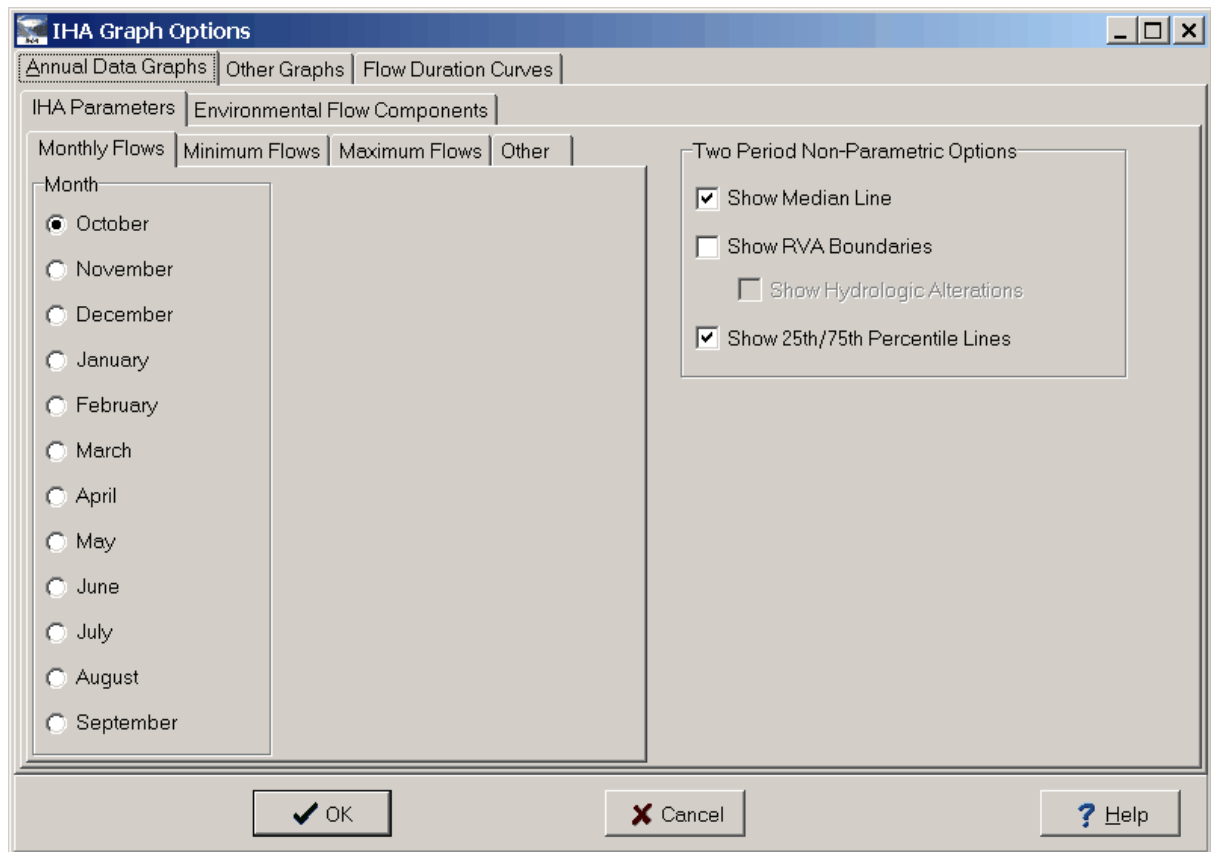 IHA Graph Options
Annual Data Graphs Other Graphs Flow Duration Curves
IHA Parameters Environmental Flow Components
Monthly Flows Minimum Flows Maximum Flows Other
Month
October
November
December
January
February
March
April
May
June
July
August
September
Two Period Non-Parametric Options
Show Median Line
Show RVA Boundaries
Show Hydrologic Alterations
Show 25th/75th Percentile Lines
OK Cancel Help